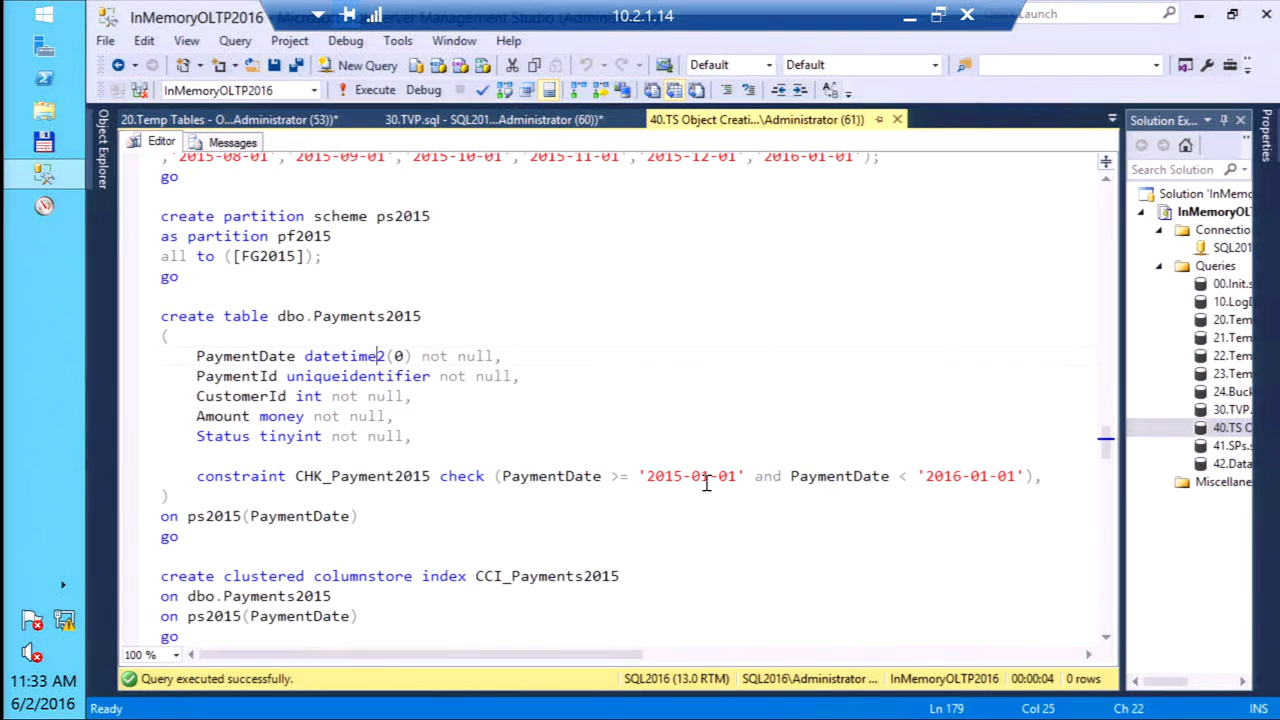 InMemoryOLTP2016
10.2.1.14
File Edit View Query Project Debug Tools Window Help
New Query
Default
Default
InMemoryOLTP2016
Execute Debug
20.Temp Tables - O...Administrator (53))*
30.TVP.sql - SQL201...Administrator (60))*
40.TS Object Creati...\Administrator (61))
Object Explorer
Editor
Messages
,'2015-08-01','2015-09-01','2015-10-01','2015-11-01','2015-12-01','2016-01-01');
go
create partition scheme ps2015
as partition pf2015
all to ([FG2015]);
go
create table dbo.Payments2015
(
PaymentDate datetime2(0) not null,
PaymentId uniqueidentifier not null,
CustomerId int not null,
Amount money not null,
Status tinyint not null,
constraint CHK_Payment2015 check (PaymentDate >= '2015-01-01' and PaymentDate < '2016-01-01'),
)
on ps2015(PaymentDate)
go
create clustered columnstore index CCI_Payments2015
on dbo.Payments2015
on ps2015(PaymentDate)
go
100 %
Query executed successfully.
SQL2016 (13.0 RTM)
SQL2016\Administrator ...
InMemoryOLTP2016
00:00:04
0 rows
Ready
Ln 179
Col 25
Ch 22
INS
Solution Ex...
Search Solution
Solution 'InMemo
InMemoryOL
Connectio
SQL201
Queries
00.Init.s
10.LogD
20.Tem
21.Tem
22.Tem
23.Tem
24.Buck
30.TVP.
40.TS O
41.SPs.
42.Data
Miscellane
Properties
11:33 AM
6/2/2016